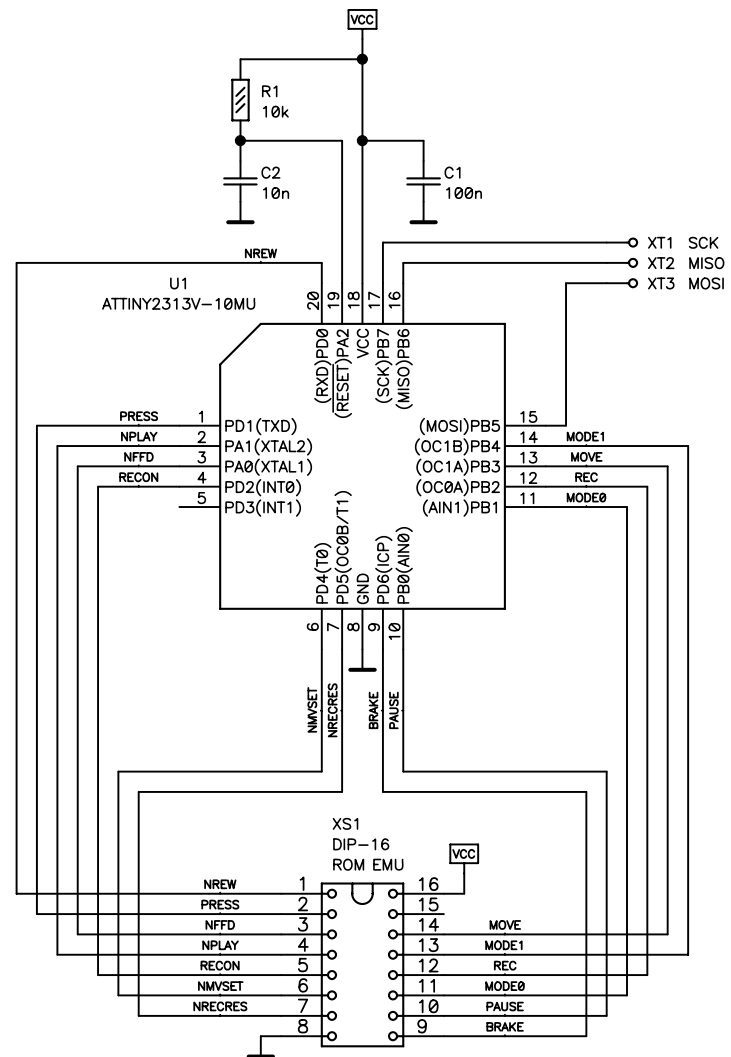 VCC
R1
10k
C2
10n
C1
100n
XT1 SCK
XT2 MISO
XT3 MOSI
NREW
U1
ATTINY2313V-10MU
20
19
18
17
16
(RXD)PD0
(RESET)PA2
VCC
(SCK)PB7
(MISO)PB6
PRESS 1 PD1(TXD)
NPLAY 2 PA1(XTAL2)
NFFD 3 PA0(XTAL1)
RECON 4 PD2(INT0)
5 PD3(INT1)
(MOSI)PB5 15
(OC1B)PB4 14 MODE1
(OC1A)PB3 13 MOVE
(OC0A)PB2 12 REC
(AIN1)PB1 11 MODE0
PD4(T0)
PD5(OC0B/T1)
GND
PD6(ICP)
PB0(AIN0)
6
7
8
9
10
NMVSET
NRECRES
BRAKE
PAUSE
XS1
DIP-16
ROM EMU
VCC
NREW 1
PRESS 2
NFFD 3
NPLAY 4
RECON 5
NMVSET 6
NRECRES 7
8
16
15
14 MOVE
13 MODE1
12 REC
11 MODE0
10 PAUSE
9 BRAKE